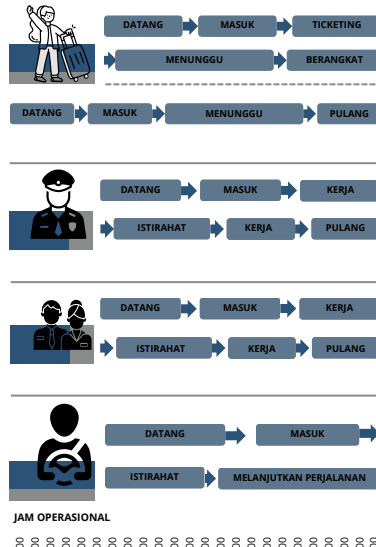 DATANG MASUK TICKETING
MENUNGGU BERANGKAT
DATANG MASUK MENUNGGU PULANG
DATANG MASUK KERJA
ISTIRAHAT KERJA PULANG
DATANG MASUK KERJA
ISTIRAHAT KERJA PULANG
DATANG MASUK
ISTIRAHAT MELANJUTKAN PERJALANAN
JAM OPERASIONAL